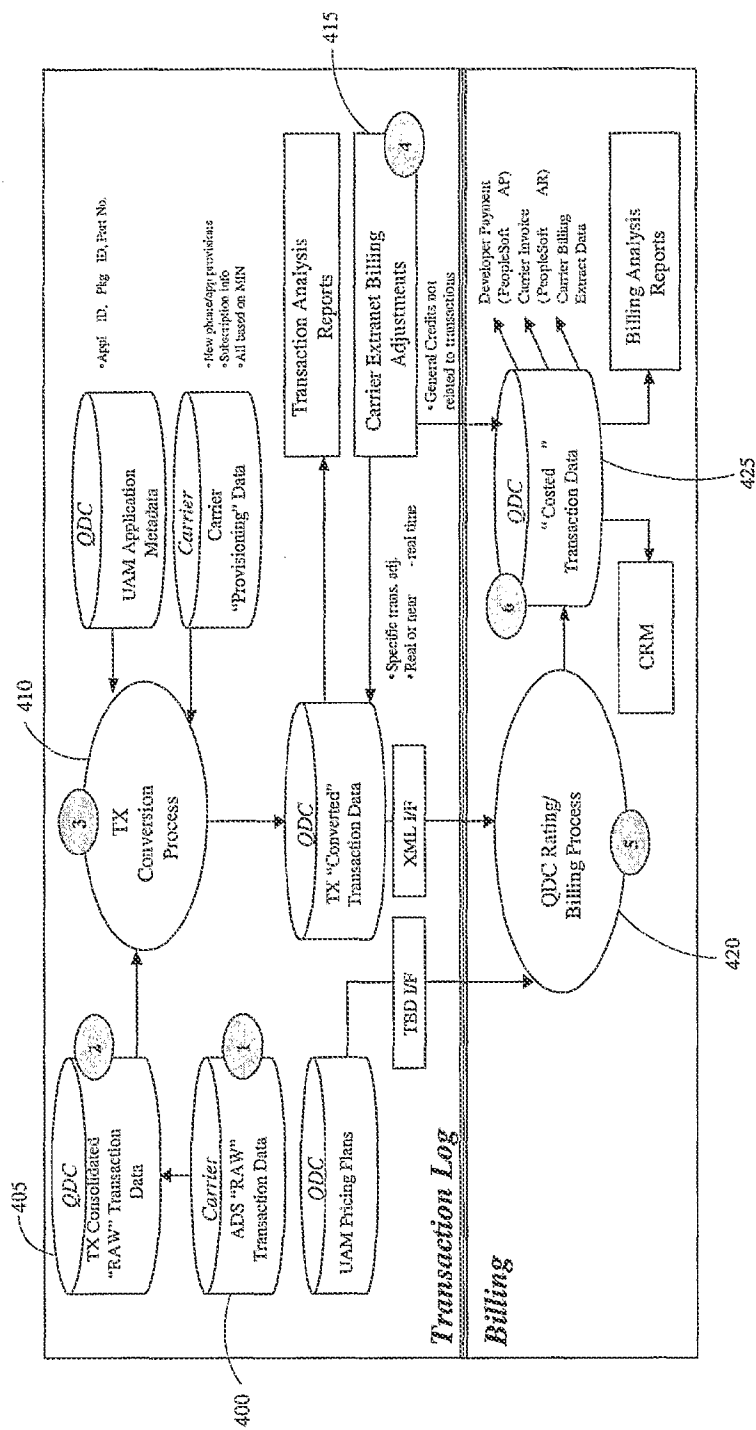 405
QDC
TX Consolidated
"RAW" Transaction
Data
2
Carrier
ADS "RAW"
Transaction Data
1
400
QDC
UAM Pricing Plans
TBD I/F
410
3
TX
Conversion
Process
QDC
TX "Converted"
Transaction Data
XML I/F
QDC
UAM Application
Metadata
• Appl ID, Pkg ID, Part No.
Carrier
Carrier
"Provisioning" Data
• New phone/app provisions
• Subscription info
• All based on MIN
Transaction Analysis
Reports
415
Carrier Extranet Billing
Adjustments
4
• Specific trans. adj.
• Real or near -real time
• General Credits not
related to transactions
Transaction Log
Billing
QDC Rating/
Billing Process
5
420
6
QDC
"Costed"
Transaction Data
425
CRM
Developer Payment
(PeopleSoft AP)
Carrier Invoice
(PeopleSoft AR)
Carrier Billing
Extract Data
Billing Analysis
Reports